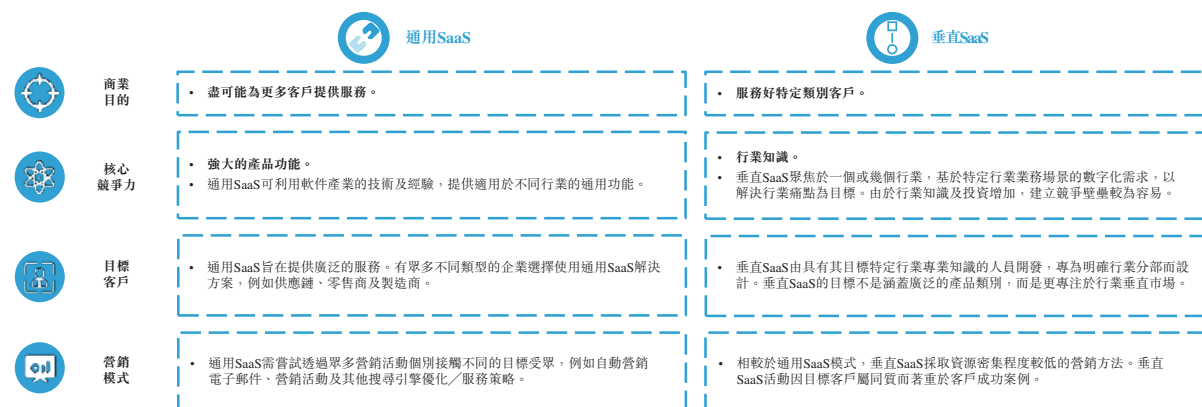 通用SaaS
垂直SaaS
商業
目的
• 盡可能為更多客戶提供服務。
• 服務好特定類別客戶。
核心
競爭力
• 強大的產品功能。
• 通用SaaS可利用軟件產業的技術及經驗，提供適用於不同行業的通用功能。
• 行業知識。
• 垂直SaaS聚焦於一個或幾個行業，基於特定行業業務場景的數字化需求，以
解決行業痛點為目標。由於行業知識及投資增加，建立競爭壁壘較為容易。
目標
客戶
• 通用SaaS旨在提供廣泛的服務。有眾多不同類型的企業選擇使用通用SaaS解決
方案，例如供應鏈、零售商及製造商。
• 垂直SaaS由具有其目標特定行業專業知識的人員開發，專為明確行業分部而設
計。垂直SaaS的目標不是涵蓋廣泛的產品類別，而是更專注於行業垂直市場。
營銷
模式
• 通用SaaS需嘗試透過眾多營銷活動個別接觸不同的目標受眾，例如自動營銷
電子郵件、營銷活動及其他搜尋引擎優化／服務策略。
• 相較於通用SaaS模式，垂直SaaS採取資源密集程度較低的營銷方法。垂直
SaaS活動因目標客戶屬同質而著重於客戶成功案例。